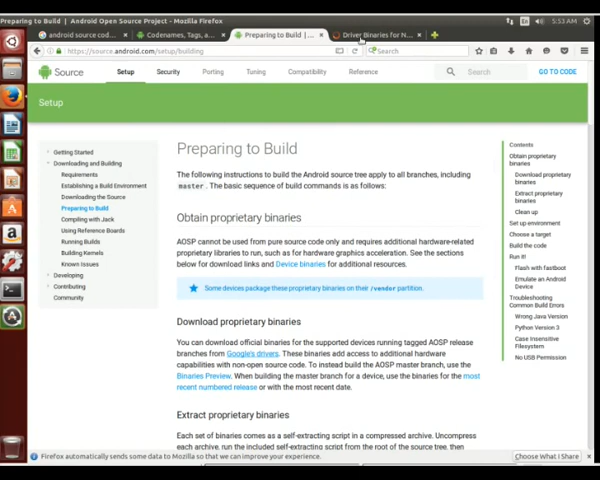 Preparing to Build | Android Open Source Project - Mozilla Firefox
En
5:53 AM
android source cod...
Codenames, Tags, a...
Preparing to Build | ...
Driver Binaries for N...
https://source.android.com/setup/building
Search
Source
Setup
Security
Porting
Tuning
Compatibility
Reference
Search
GO TO CODE
Setup
Getting Started
Downloading and Building
Requirements
Establishing a Build Environment
Downloading the Source
Preparing to Build
Compiling with Jack
Using Reference Boards
Running Builds
Building Kernels
Known Issues
Developing
Contributing
Community
Preparing to Build
The following instructions to build the Android source tree apply to all branches, including
master. The basic sequence of build commands is as follows:
Obtain proprietary binaries
AOSP cannot be used from pure source code only and requires additional hardware-related
proprietary libraries to run, such as for hardware graphics acceleration. See the sections
below for download links and Device binaries for additional resources.
Some devices package these proprietary binaries on their /vendor partition.
Download proprietary binaries
You can download official binaries for the supported devices running tagged AOSP release
branches from Google's drivers. These binaries add access to additional hardware
capabilities with non-open source code. To instead build the AOSP master branch, use the
Binaries Preview. When building the master branch for a device, use the binaries for the most
recent numbered release or with the most recent date.
Extract proprietary binaries
Each set of binaries comes as a self-extracting script in a compressed archive. Uncompress
each archive, run the included self-extracting script from the root of the source tree, then
Contents
Obtain proprietary
binaries
Download proprietary
binaries
Extract proprietary
binaries
Clean up
Set up environment
Choose a target
Build the code
Run it!
Flash with fastboot
Emulate an Android
Device
Troubleshooting
Common Build Errors
Wrong Java Version
Python Version 3
Case Insensitive
Filesystem
No USB Permission
Firefox automatically sends some data to Mozilla so that we can improve your experience.
Choose What I Share